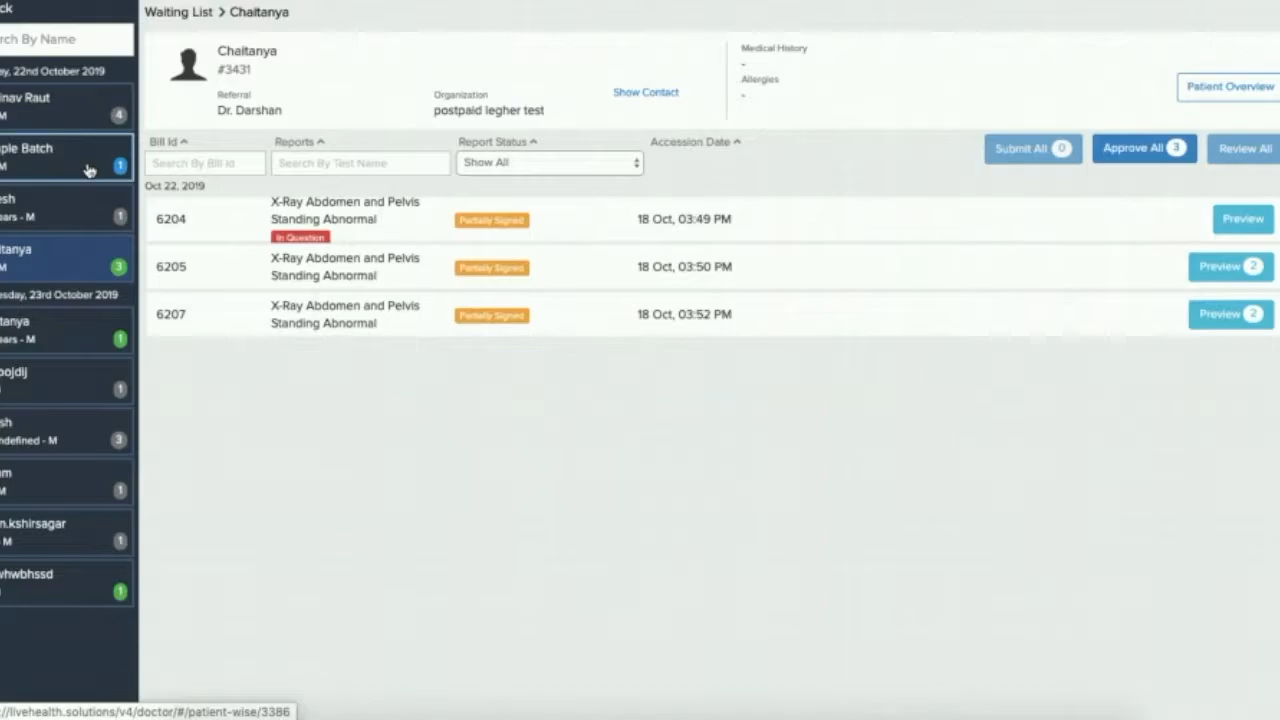 ck
Waiting List > Chaitanya
rch By Name
ay, 22nd October 2019
inav Raut
M
4
ple Batch
M
1
esh
ears - M
1
itanya
M
3
esday, 23rd October 2019
tanya
ears - M
1
oojdij
1
sh
ndefined - M
3
m
M
1
n.kshirsagar
- M
1
whwbhssd
1
Chaitanya
#3431
Referral
Dr. Darshan
Organization
postpaid legher test
Show Contact
Medical History
-
Allergies
-
Patient Overview
Bill Id Reports Report Status Accession Date
Search By Bill Id Search By Test Name Show All
Submit All 0 Approve All 3 Review All
Oct 22, 2019
6204
X-Ray Abdomen and Pelvis
Standing Abnormal
In Question
Partially Signed
18 Oct, 03:49 PM
Preview
6205
X-Ray Abdomen and Pelvis
Standing Abnormal
Partially Signed
18 Oct, 03:50 PM
Preview 2
6207
X-Ray Abdomen and Pelvis
Standing Abnormal
Partially Signed
18 Oct, 03:52 PM
Preview 2
://livehealth.solutions/v4/doctor/#/patient-wise/3386